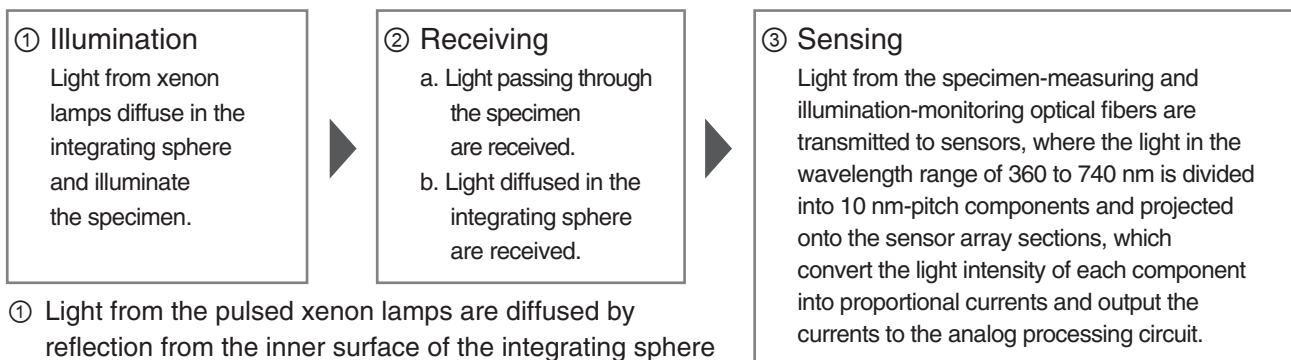 ① Illumination
Light from xenon
lamps diffuse in the
integrating sphere
and illuminate
the specimen.
② Receiving
a. Light passing through
the specimen
are received.
b. Light diffused in the
integrating sphere
are received.
③ Sensing
Light from the specimen-measuring and
illumination-monitoring optical fibers are
transmitted to sensors, where the light in the
wavelength range of 360 to 740 nm is divided
into 10 nm-pitch components and projected
onto the sensor array sections, which
convert the light intensity of each component
into proportional currents and output the
currents to the analog processing circuit.
① Light from the pulsed xenon lamps are diffused by
reflection from the inner surface of the integrating sphere